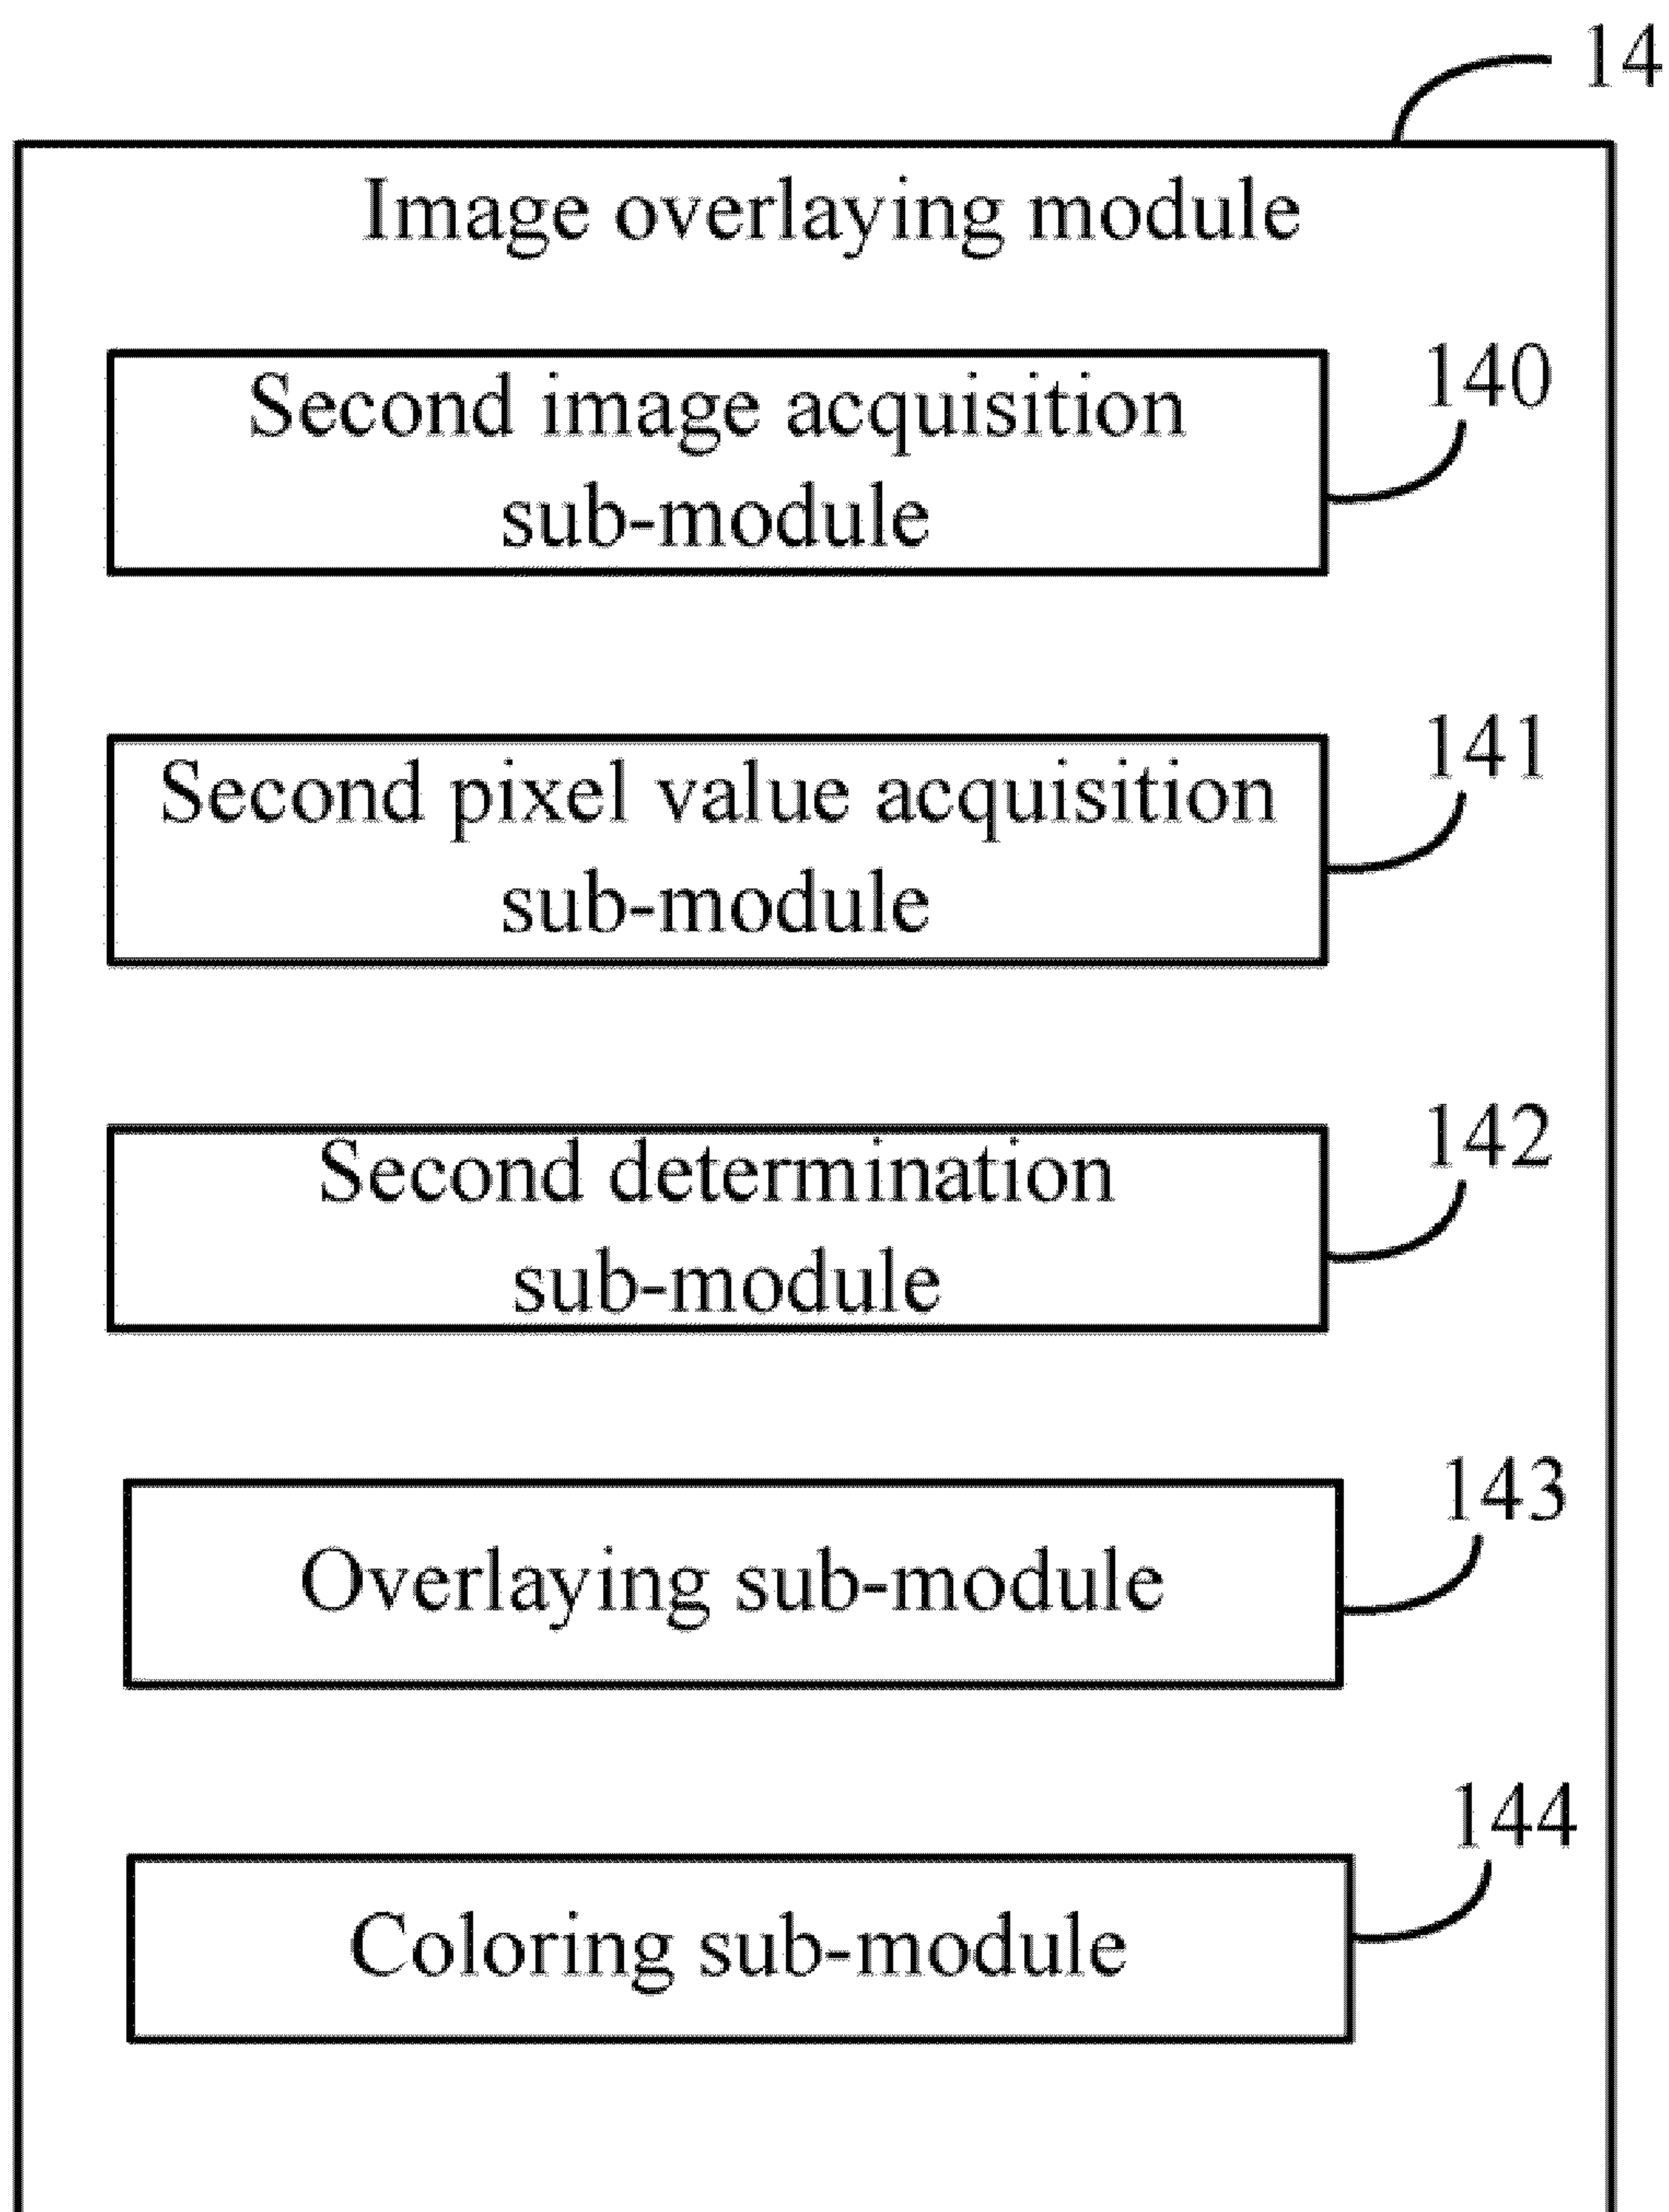 14
Image overlaying module
140
Second image acquisition
sub-module
141
Second pixel value acquisition
sub-module
142
Second determination
sub-module
143
Overlaying sub-module
144
Coloring sub-module